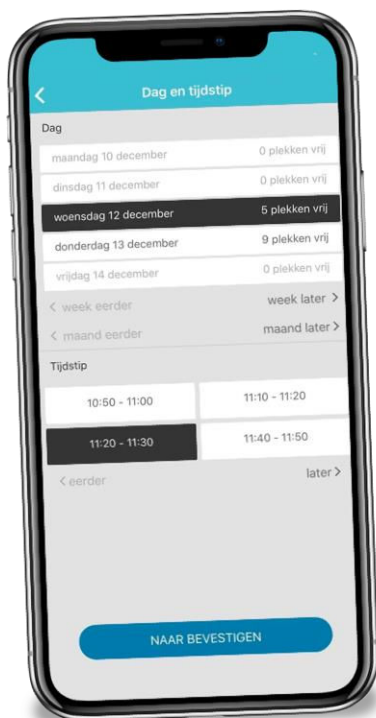 Dag en tijdstip
Dag
maandag 10 december 0 plekken vrij
dinsdag 11 december 0 plekken vrij
woensdag 12 december 5 plekken vrij
donderdag 13 december 9 plekken vrij
vrijdag 14 december 0 plekken vrij
< week eerder week later >
< maand eerder maand later >
Tijdstip
10:50 - 11:00 11:10 - 11:20
11:20 - 11:30 11:40 - 11:50
< eerder later >
NAAR BEVESTIGEN